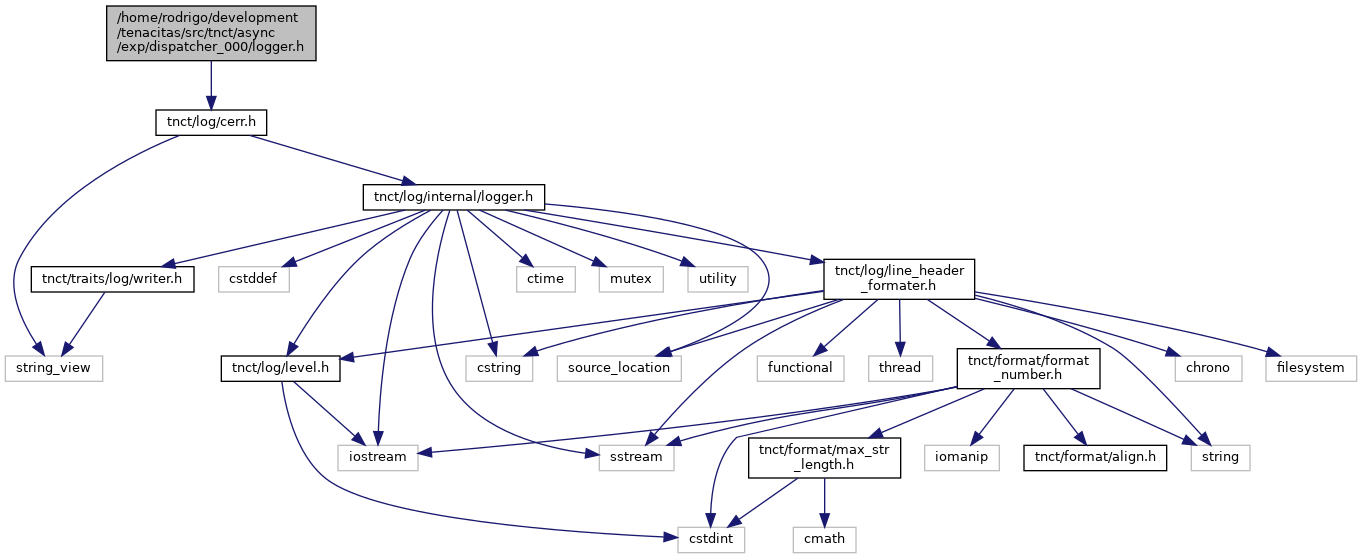 /home/rodrigo/development
/tenacitas/src/tnct/async
/exp/dispatcher_000/logger.h
tnct/log/cerr.h
tnct/log/internal/logger.h
tnct/traits/log/writer.h
cstddef
ctime
mutex
utility
tnct/log/line_header
_formater.h
string_view
tnct/log/level.h
cstring
source_location
functional
thread
tnct/format/format
_number.h
chrono
filesystem
iostream
sstream
tnct/format/max_str
_length.h
iomanip
tnct/format/align.h
string
cstdint
cmath